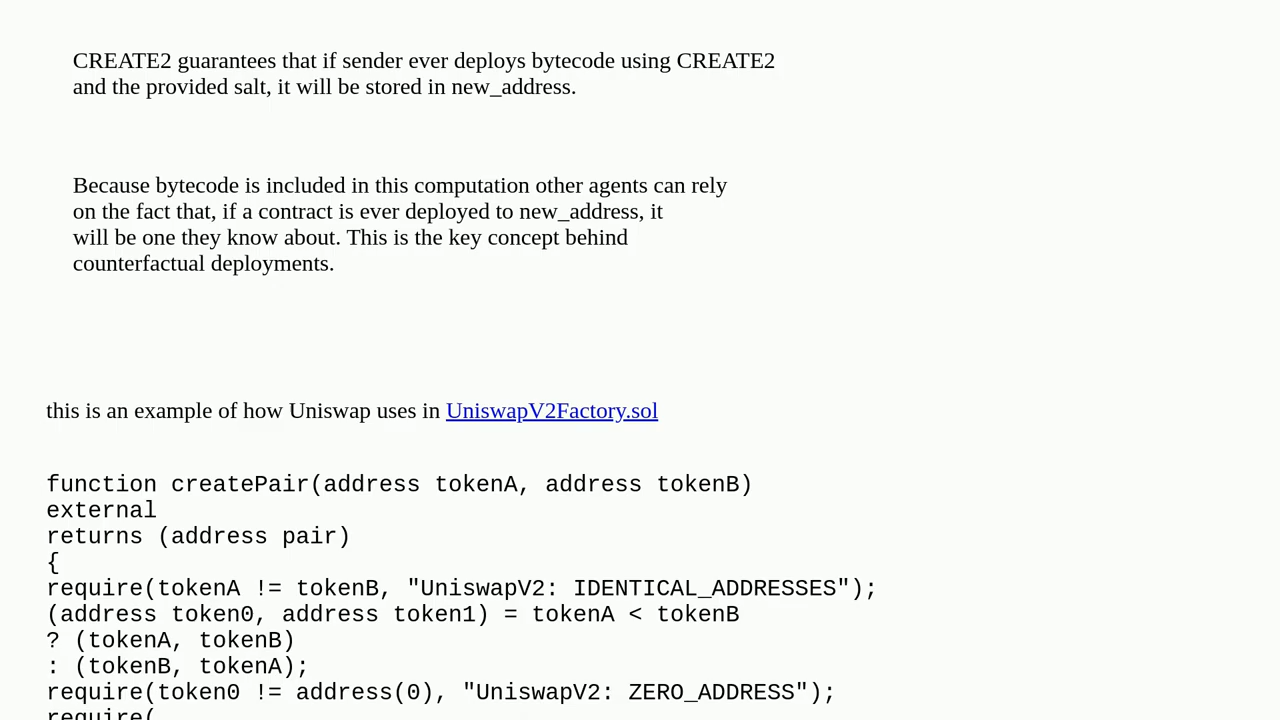 CREATE2 guarantees that if sender ever deploys bytecode using CREATE2
and the provided salt, it will be stored in new_address.
Because bytecode is included in this computation other agents can rely
on the fact that, if a contract is ever deployed to new_address, it
will be one they know about. This is the key concept behind
counterfactual deployments.
this is an example of how Uniswap uses in UniswapV2Factory.sol
function createPair(address tokenA, address tokenB)
external
returns (address pair)
{
require(tokenA != tokenB, "UniswapV2: IDENTICAL_ADDRESSES");
(address token0, address token1) = tokenA < tokenB
? (tokenA, tokenB)
: (tokenB, tokenA);
require(token0 != address(0), "UniswapV2: ZERO_ADDRESS");
require(